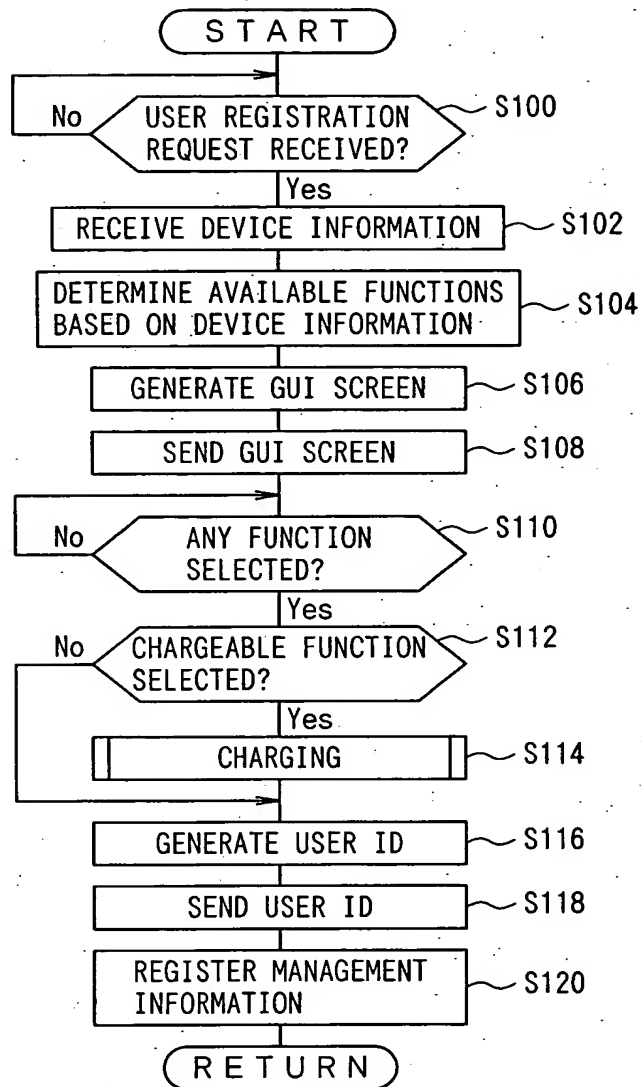 START
No
USER REGISTRATION
REQUEST RECEIVED?
S100
Yes
RECEIVE DEVICE INFORMATION
S102
DETERMINE AVAILABLE FUNCTIONS
BASED ON DEVICE INFORMATION
S104
GENERATE GUI SCREEN
S106
SEND GUI SCREEN
S108
No
ANY FUNCTION
SELECTED?
S110
Yes
No
CHARGEABLE FUNCTION
SELECTED?
S112
Yes
CHARGING
S114
GENERATE USER ID
S116
SEND USER ID
S118
REGISTER MANAGEMENT
INFORMATION
S120
RETURN